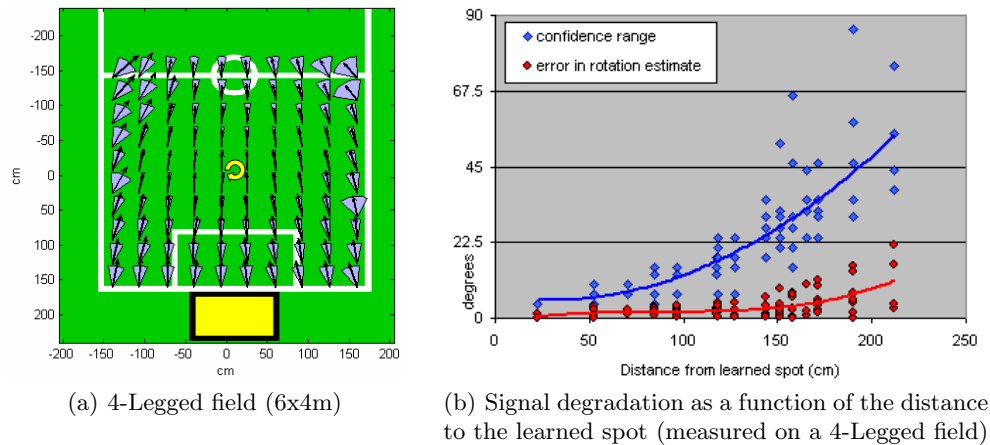 -200
-150
-100
-50
0
50
100
150
200
cm
-200 -150 -100 -50 0 50 100 150 200
cm
(a) 4-Legged field (6x4m)
90
67.5
45
22.5
0
degrees
confidence range
error in rotation estimate
0 50 100 150 200 250
Distance from learned spot (cm)
(b) Signal degradation as a function of the distance
to the learned spot (measured on a 4-Legged field)